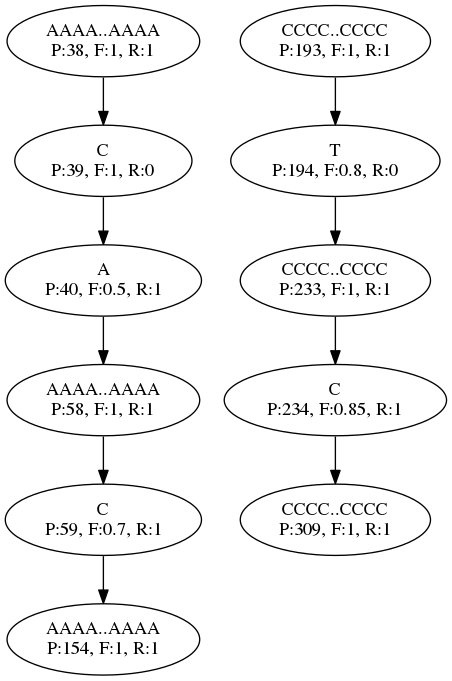 AAAA..AAAA
P:38, F:1, R:1
C
P:39, F:1, R:0
A
P:40, F:0.5, R:1
AAAA..AAAA
P:58, F:1, R:1
C
P:59, F:0.7, R:1
AAAA..AAAA
P:154, F:1, R:1
CCCC..CCCC
P:193, F:1, R:1
T
P:194, F:0.8, R:0
CCCC..CCCC
P:233, F:1, R:1
C
P:234, F:0.85, R:1
CCCC..CCCC
P:309, F:1, R:1